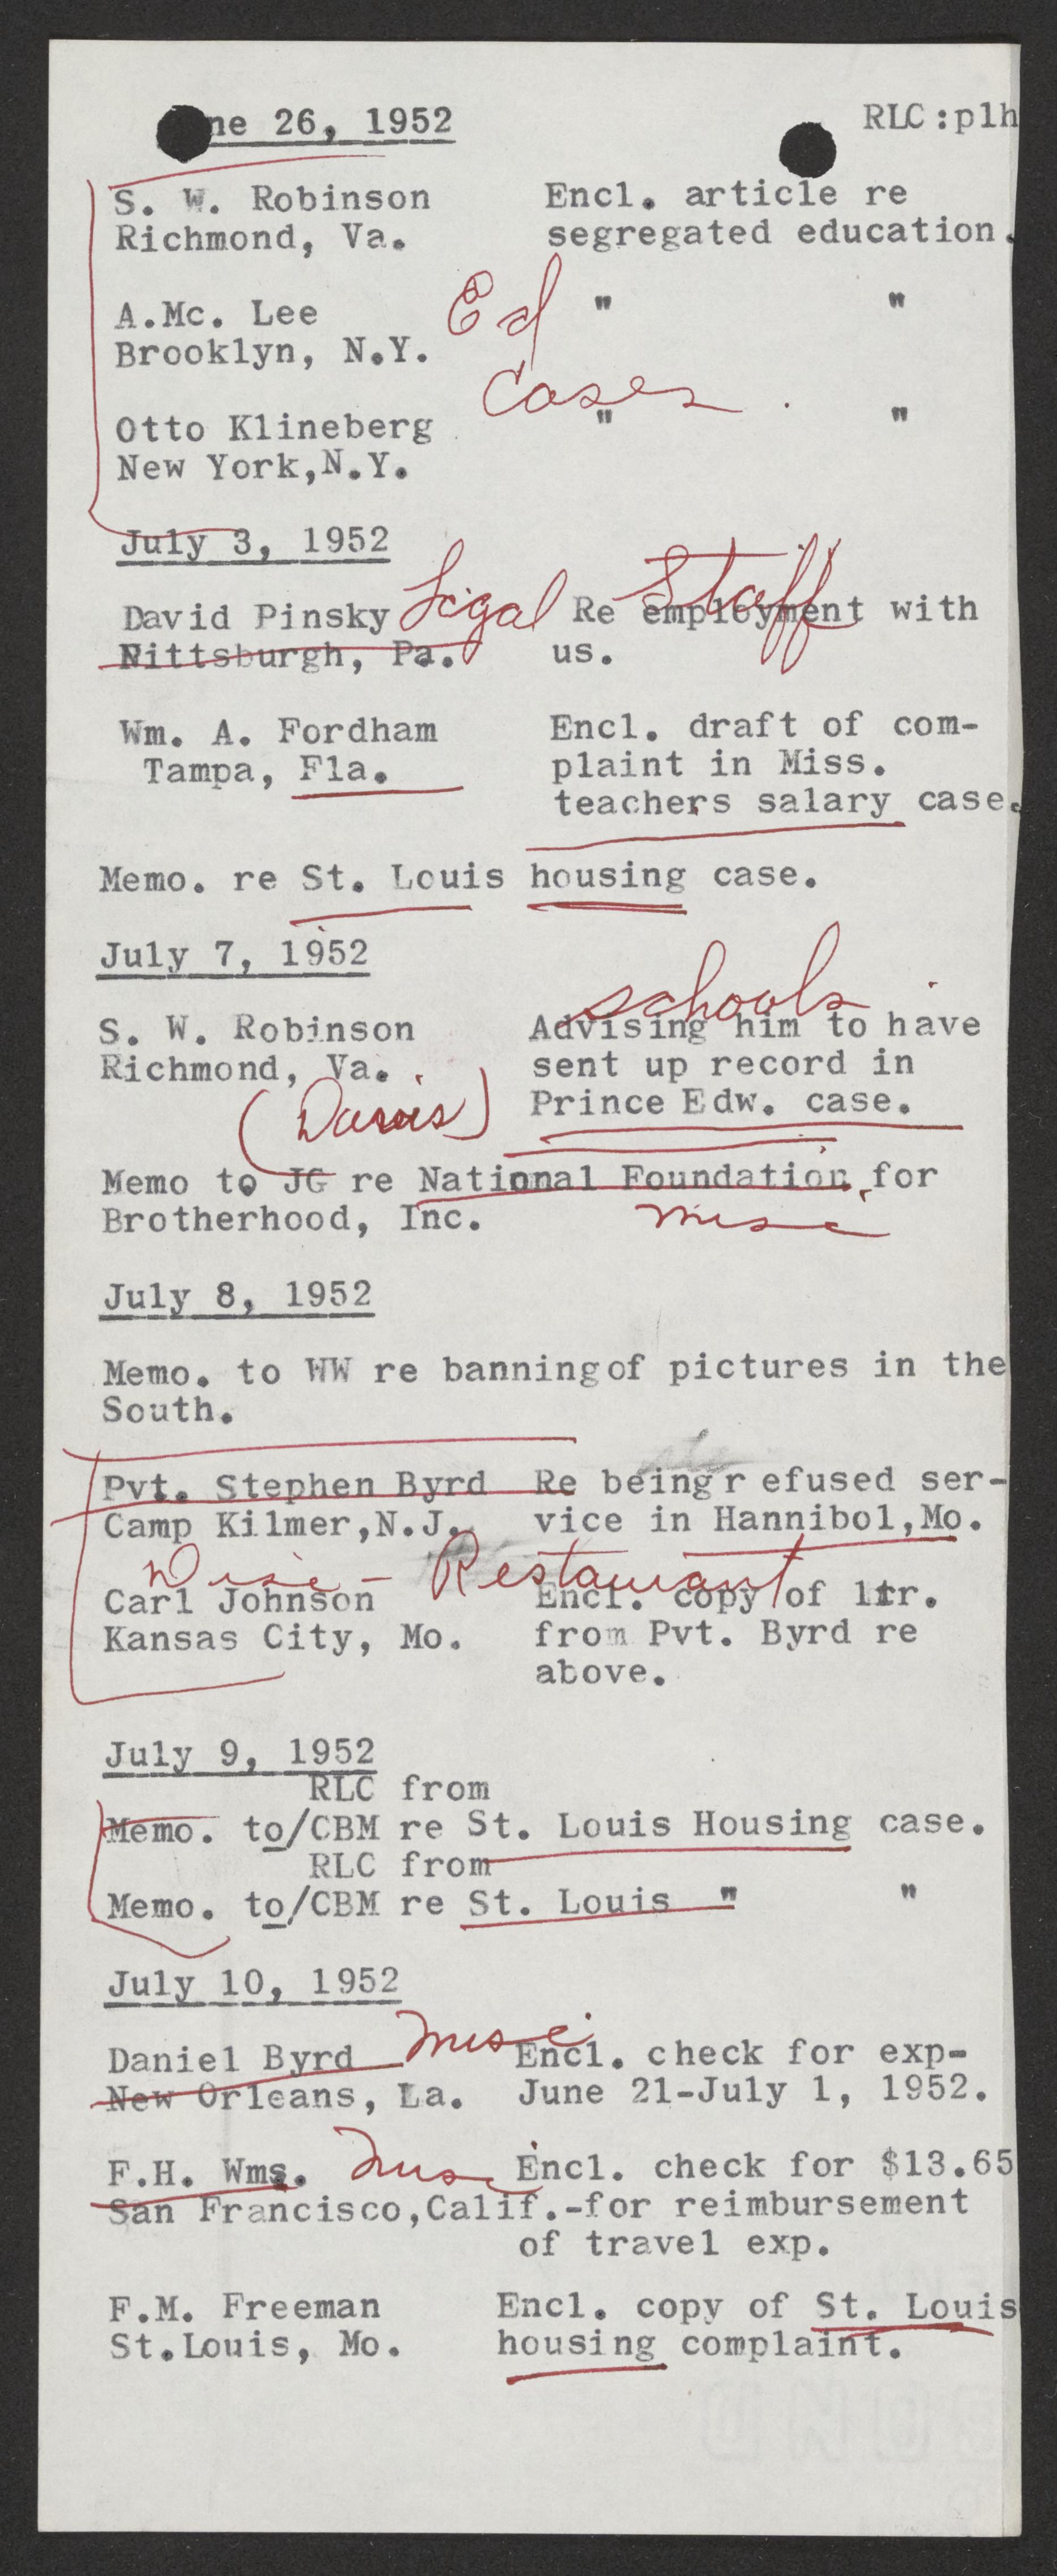 ne 26, 1952 RLC:plh
S. W. Robinson Encl. article re
Richmond, Va. segregated education.
A.Mc. Lee Ed " "
Brooklyn, N.Y.
Cases
Otto Klineberg " "
New York,N.Y.
July 3, 1952
David Pinsky Legal Staff Re employment with
Pittsburgh, Pa. us.
Wm. A. Fordham Encl. draft of com-
Tampa, Fla. plaint in Miss.
teachers salary case.
Memo. re St. Louis housing case.
July 7, 1952
schools
S. W. Robinson Advising him to have
Richmond, Va. sent up record in
(Davis) Prince Edw. case.
Memo to JG re National Foundation for
Brotherhood, Inc. Misc
July 8, 1952
Memo. to WW re banningof pictures in the
South.
Pvt. Stephen Byrd Re beingr efused ser-
Camp Kilmer,N.J. vice in Hannibol,Mo.
Disc - Restaurant
Carl Johnson Encl. copy of ltr.
Kansas City, Mo. from Pvt. Byrd re
above.
July 9, 1952
RLC from
Memo. to/CBM re St. Louis Housing case.
RLC from
Memo. to/CBM re St. Louis " "
July 10, 1952
Daniel Byrd Misc Encl. check for exp-
New Orleans, La. June 21-July 1, 1952.
F.H. Wms. Misc Encl. check for $13.65
San Francisco,Calif.-for reimbursement
of travel exp.
F.M. Freeman Encl. copy of St. Louis
St.Louis, Mo. housing complaint.